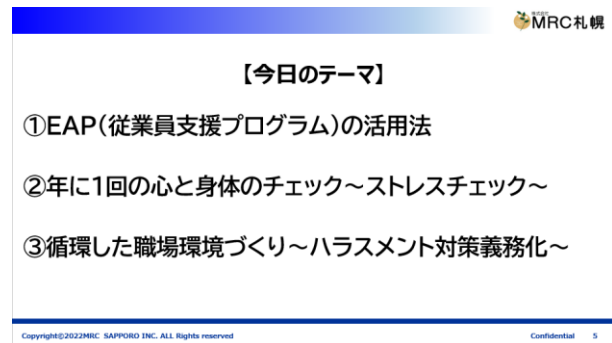 MRC札幌
【今日のテーマ】
①EAP(従業員支援プログラム)の活用法
②年に1回の心と身体のチェック~ストレスチェック~
③循環した職場環境づくり~ハラスメント対策義務化~
Copyright©2022MRC SAPPORO INC. ALL Rights reserved
Confidential 5